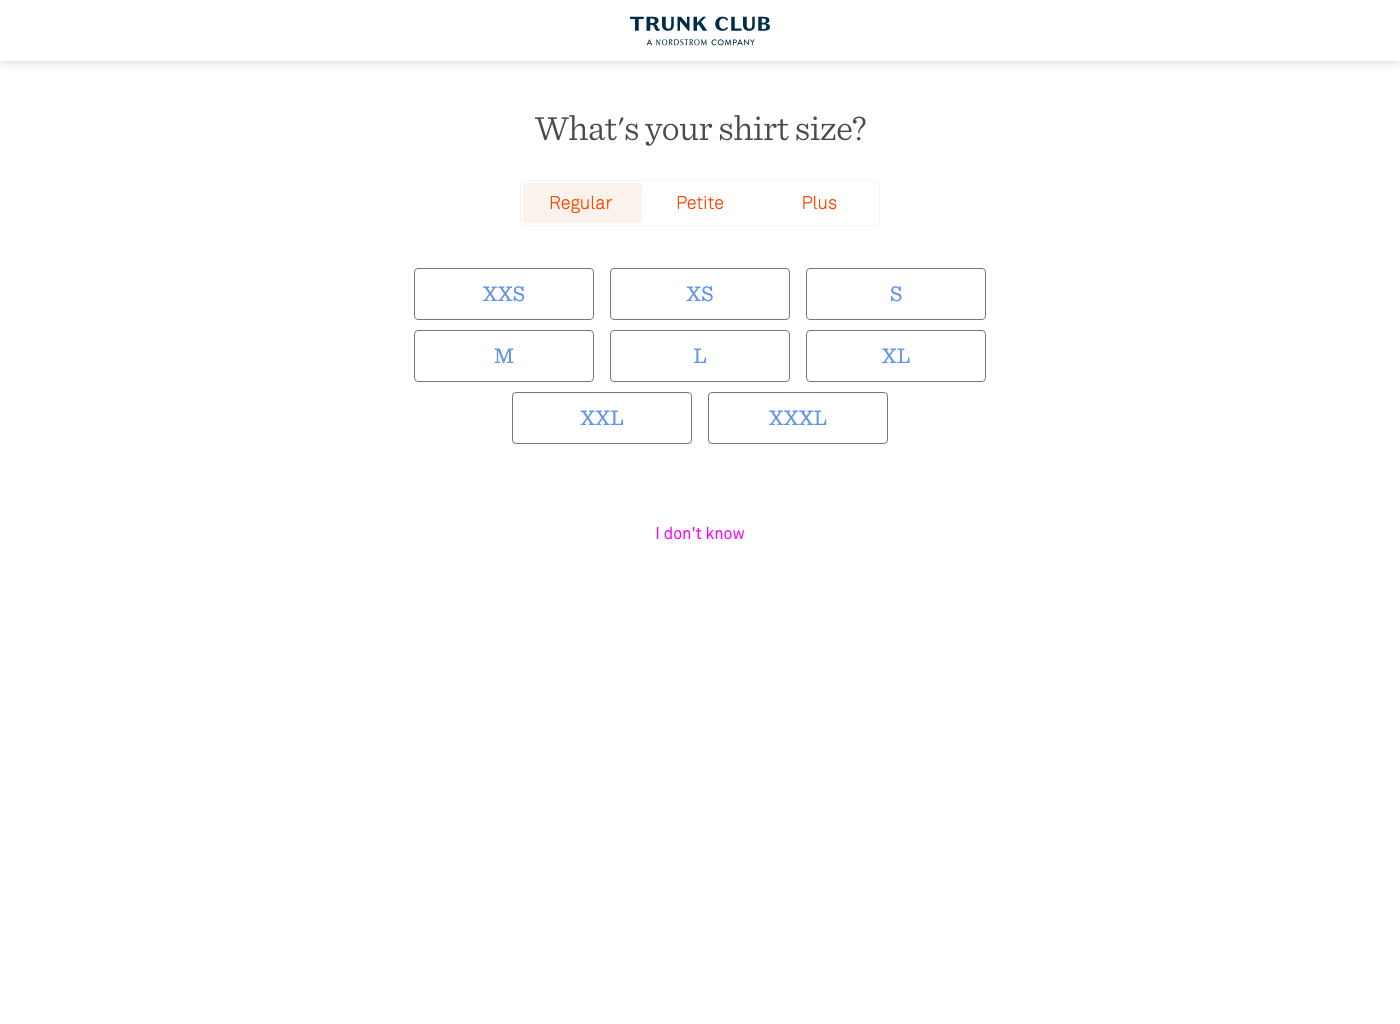 TRUNK CLUB
A NORDSTROM COMPANY
What's your shirt size?
Regular Petite Plus
XXS XS S
M L XL
XXL XXXL
I don't know